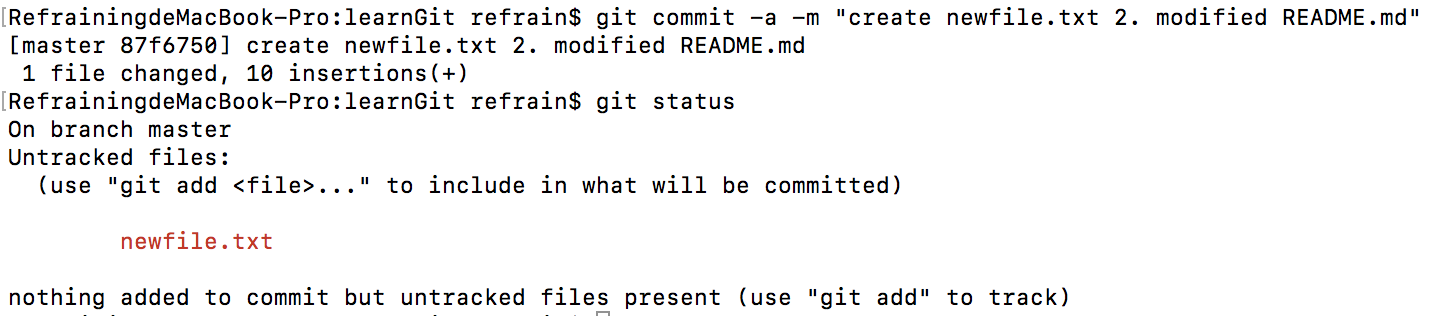 [RefrainingdeMacBook-Pro:learnGit refrain$ git commit -a -m "create newfile.txt 2. modified README.md"
[master 87f6750] create newfile.txt 2. modified README.md
 1 file changed, 10 insertions(+)
[RefrainingdeMacBook-Pro:learnGit refrain$ git status
On branch master
Untracked files:
  (use "git add <file>..." to include in what will be committed)
        newfile.txt
nothing added to commit but untracked files present (use "git add" to track)